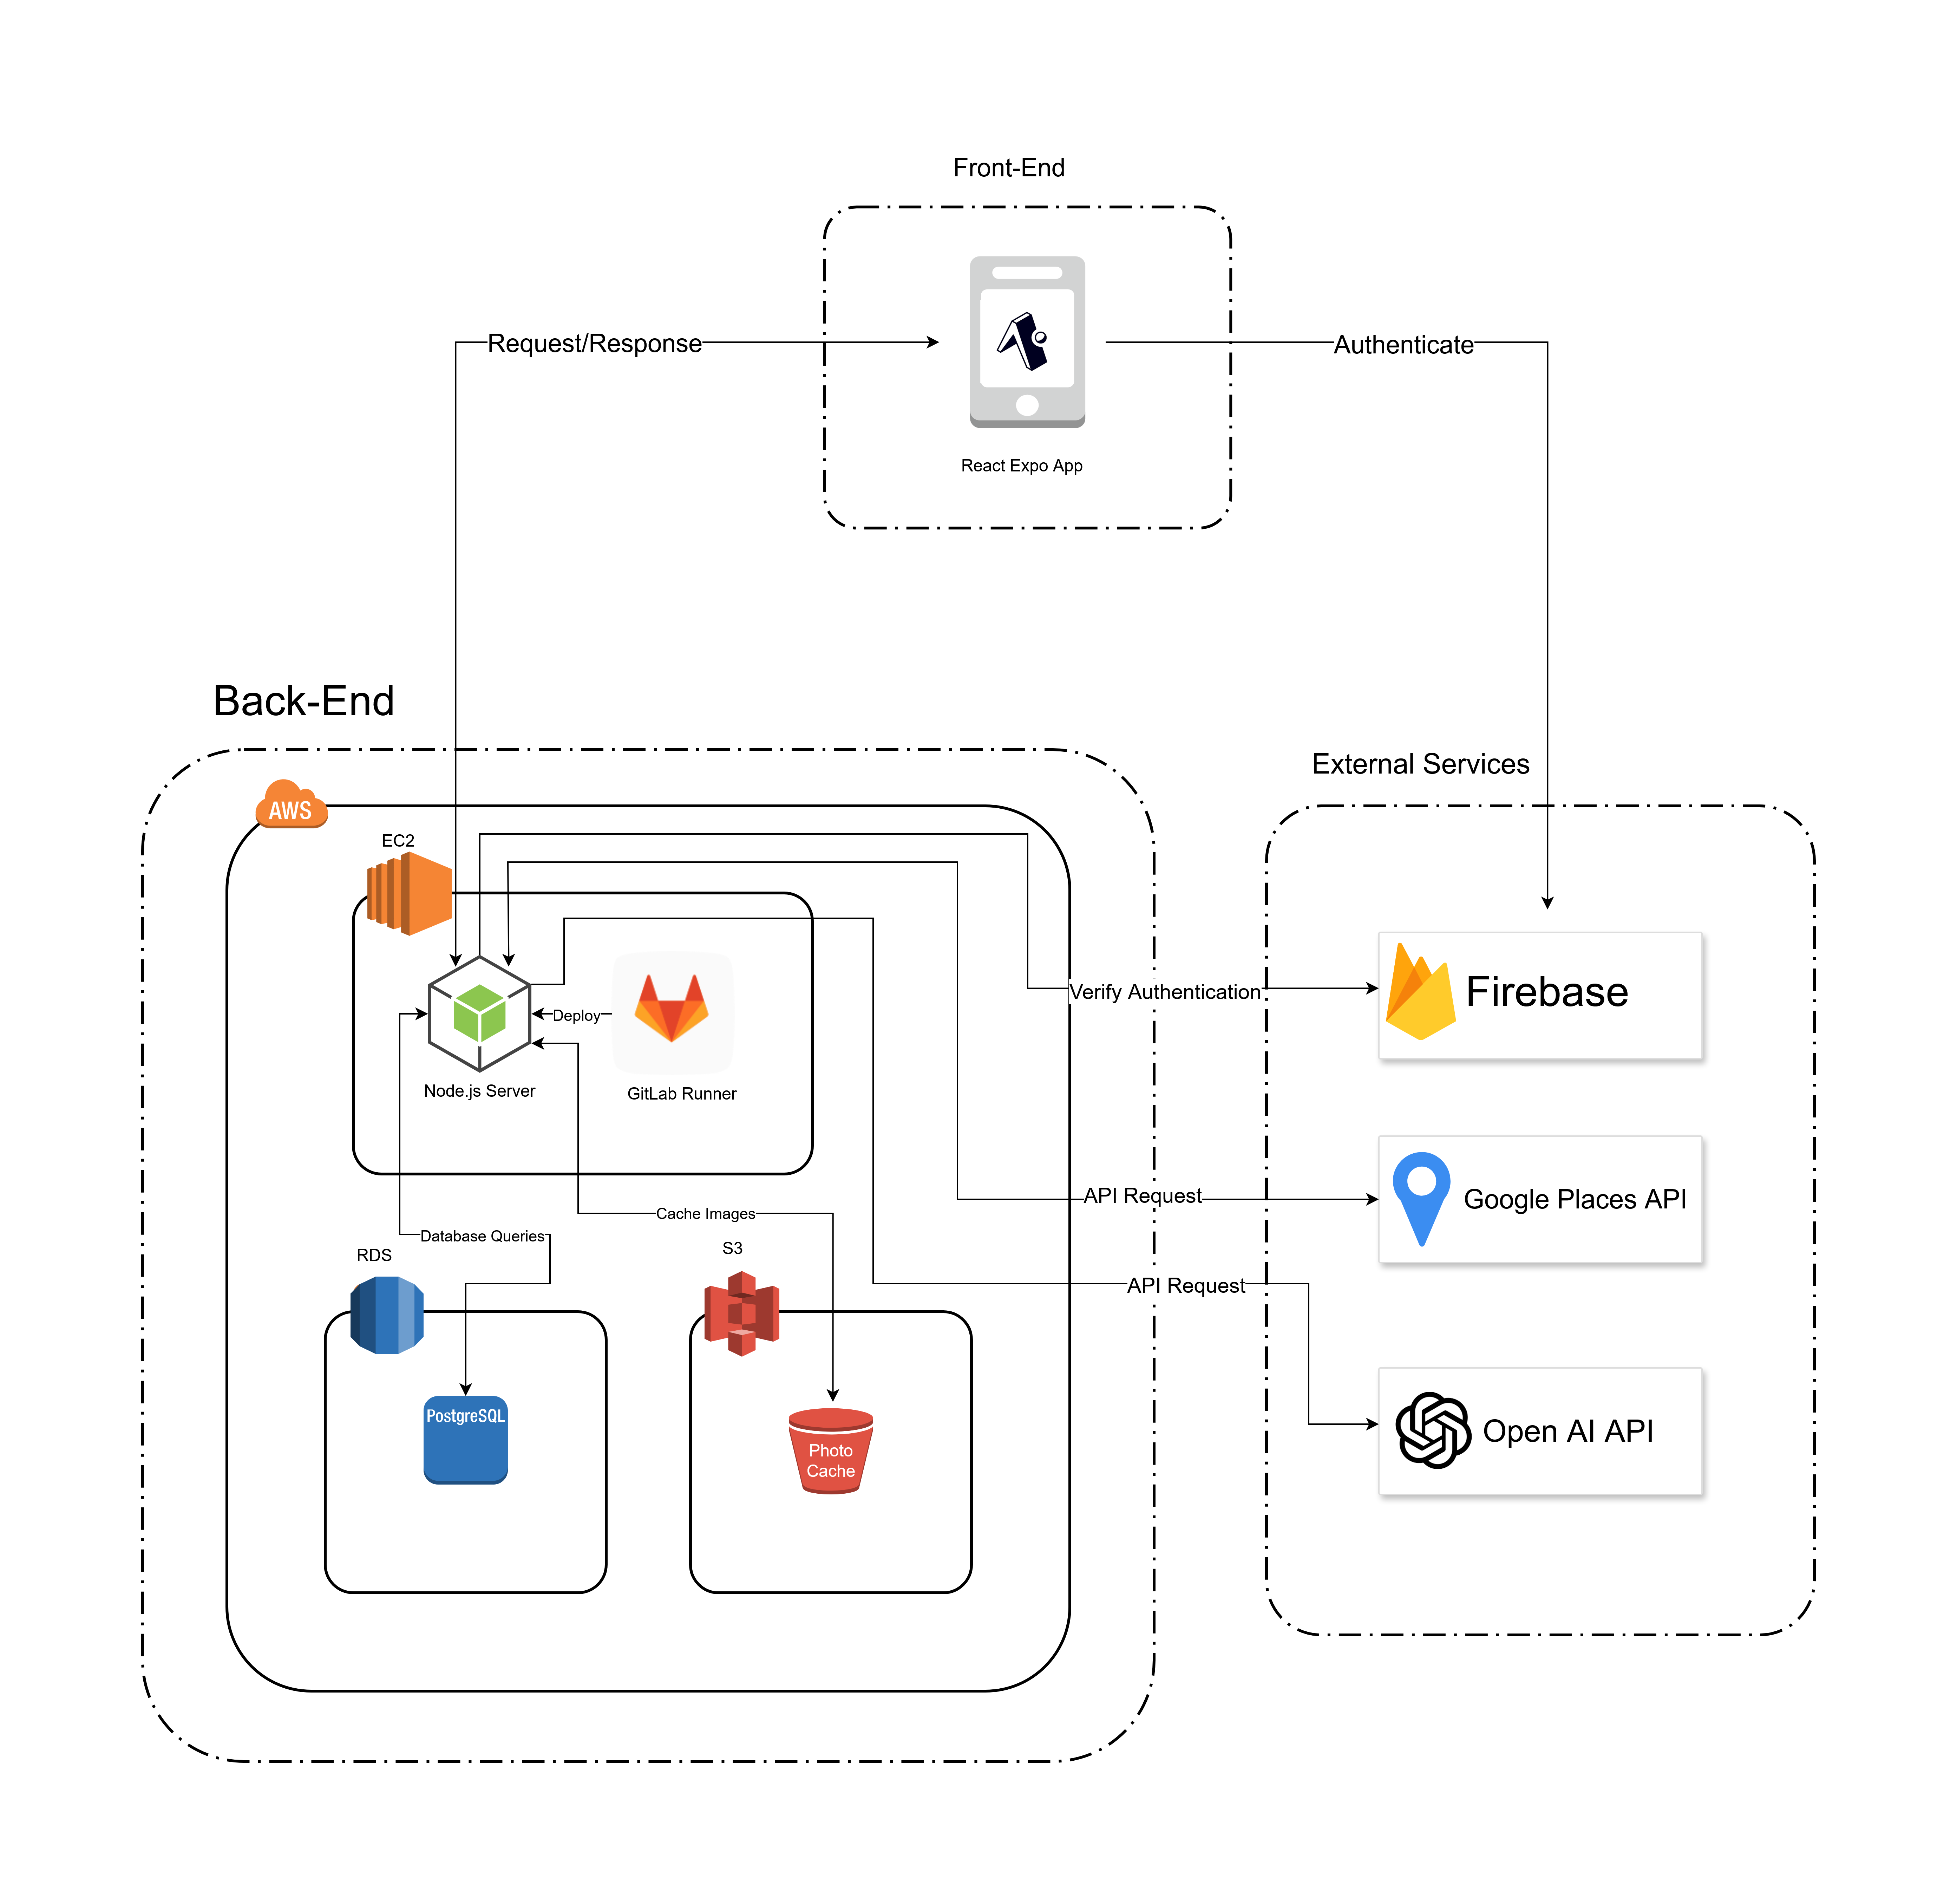 Front-End
Request/Response
Authenticate
React Expo App
Back-End
External Services
AWS
EC2
Verify Authentication
Firebase
Deploy
Node.js Server
GitLab Runner
API Request
Google Places API
Cache Images
Database Queries
RDS
S3
API Request
PostgreSQL
Photo
Cache
Open AI API